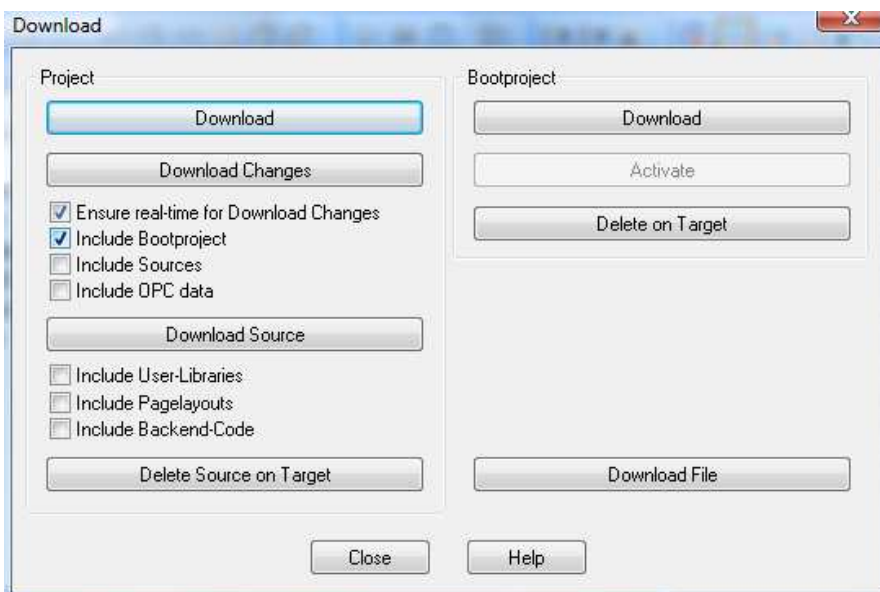 Download
Project
Download
Download Changes
Ensure real-time for Download Changes
Include Bootproject
Include Sources
Include OPC data
Download Source
Include User-Libraries
Include Pagelayouts
Include Backend-Code
Delete Source on Target
Bootproject
Download
Activate
Delete on Target
Download File
Close
Help